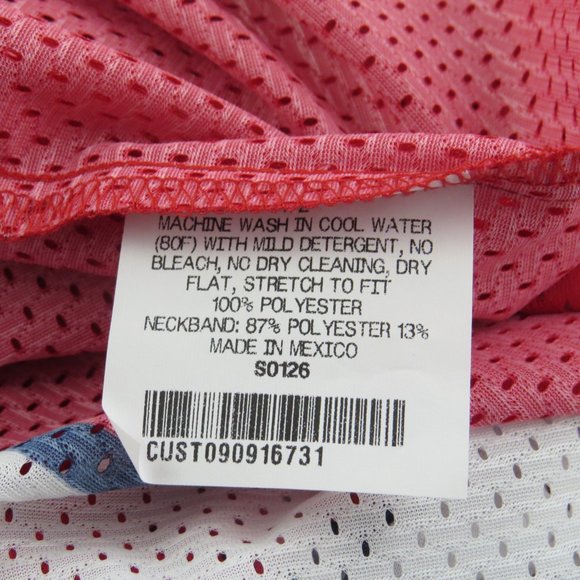 MACHINE WASH IN COOL WATER
(80F) WITH MILD DETERGENT, NO
BLEACH, NO DRY CLEANING, DRY
FLAT, STRETCH TO FIT
100% POLYESTER
NECKBAND: 87% POLYESTER 13%
MADE IN MEXICO
S0126
CUST090916731